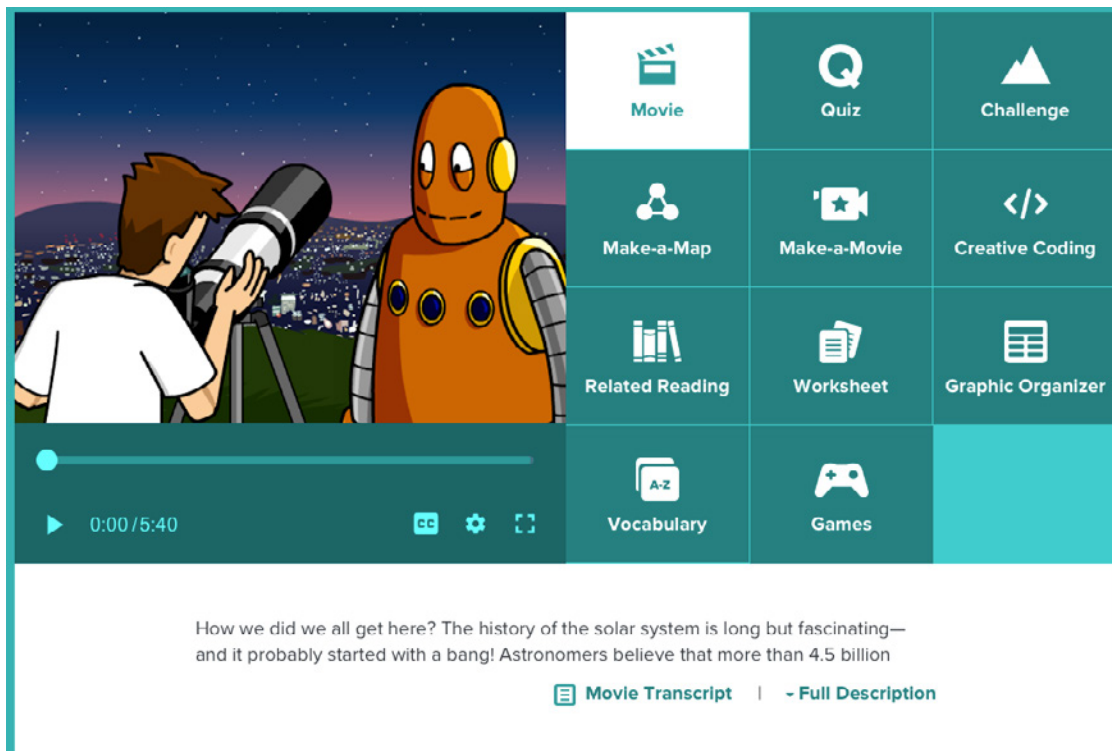 Movie
Quiz
Challenge
Make-a-Map
Make-a-Movie
</>
Creative Coding
Related Reading
Worksheet
Graphic Organizer
A-Z
Vocabulary
Games
0:00/5:40
CC
How we did we all get here? The history of the solar system is long but fascinating—
and it probably started with a bang! Astronomers believe that more than 4.5 billion
Movie Transcript | Full Description